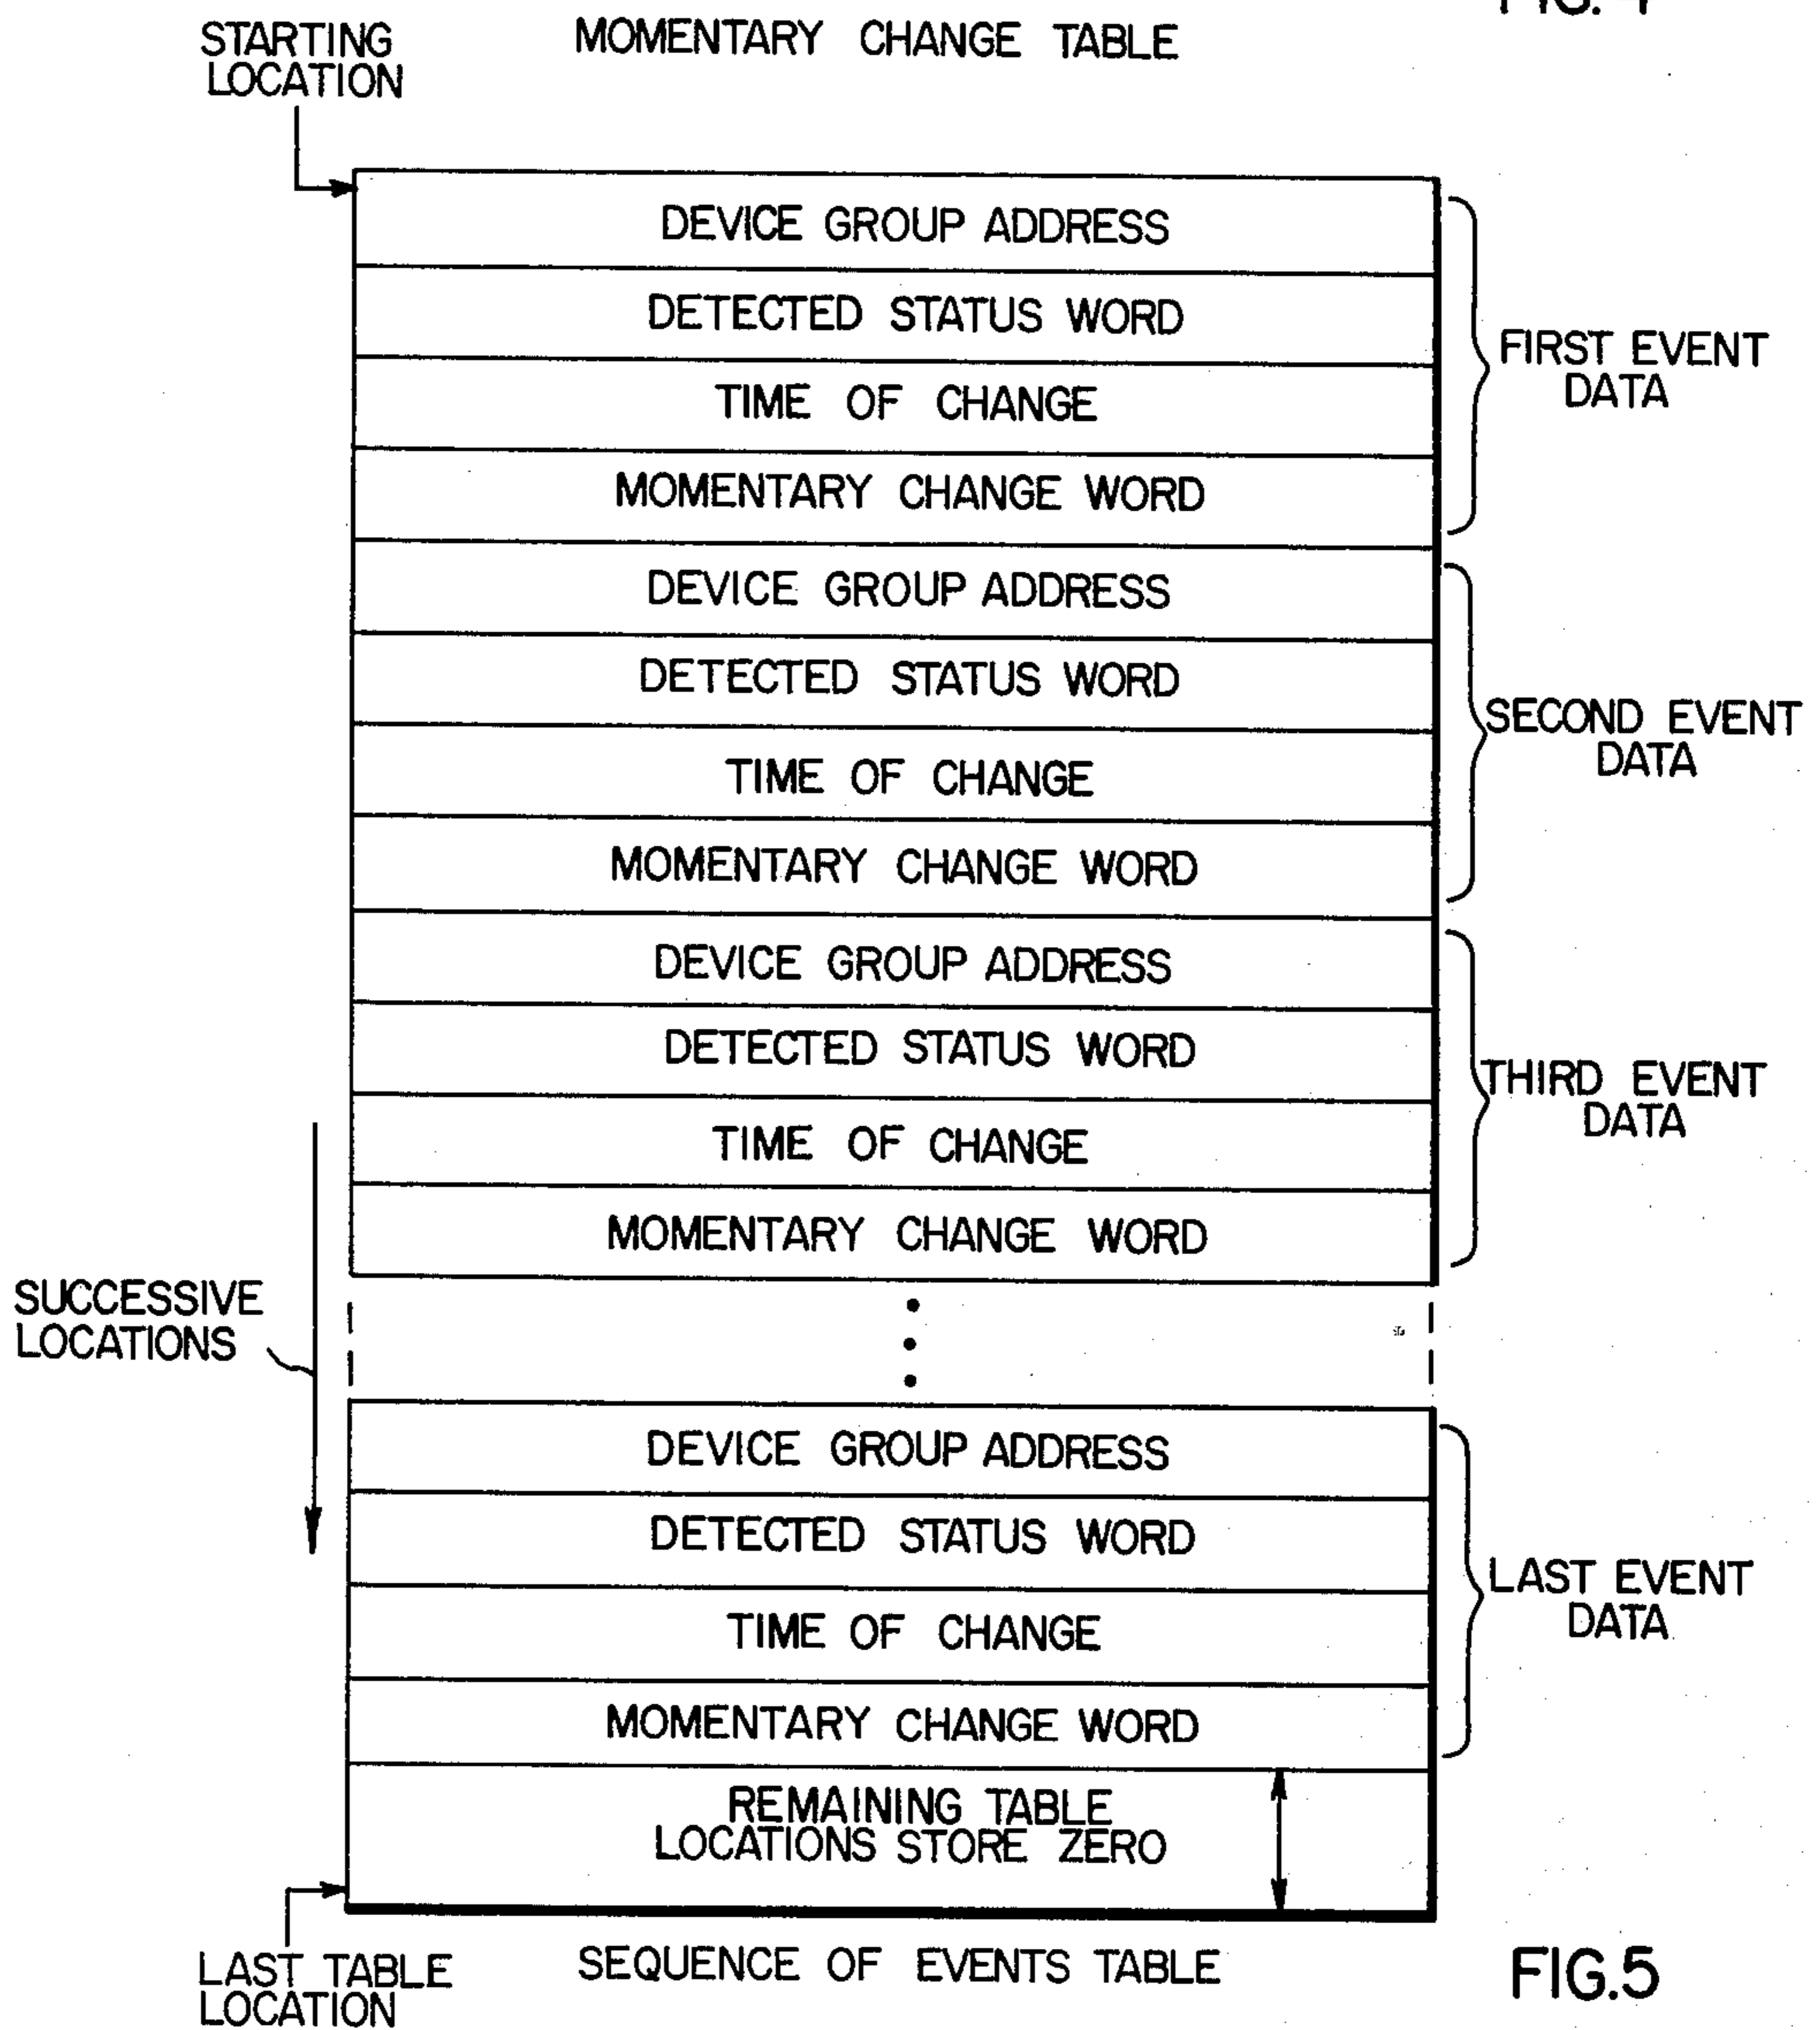 FIG. 4
MOMENTARY CHANGE TABLE
STARTING
LOCATION
DEVICE GROUP ADDRESS
DETECTED STATUS WORD
TIME OF CHANGE
MOMENTARY CHANGE WORD
FIRST EVENT
DATA
DEVICE GROUP ADDRESS
DETECTED STATUS WORD
TIME OF CHANGE
MOMENTARY CHANGE WORD
SECOND EVENT
DATA
DEVICE GROUP ADDRESS
DETECTED STATUS WORD
TIME OF CHANGE
MOMENTARY CHANGE WORD
THIRD EVENT
DATA
SUCCESSIVE
LOCATIONS
DEVICE GROUP ADDRESS
DETECTED STATUS WORD
TIME OF CHANGE
MOMENTARY CHANGE WORD
LAST EVENT
DATA
REMAINING TABLE
LOCATIONS STORE ZERO
LAST TABLE
LOCATION
SEQUENCE OF EVENTS TABLE
FIG.5